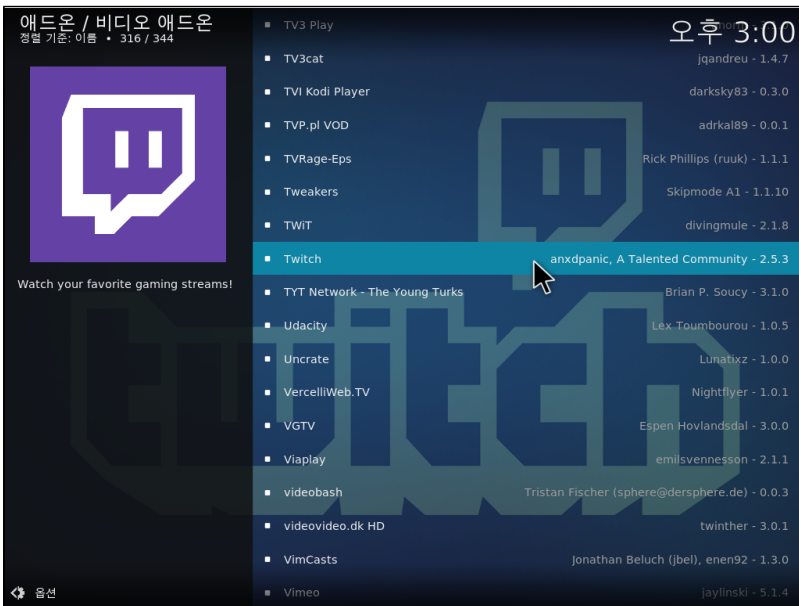 애드온 / 비디오 애드온
정렬 기준: 이름 • 316 / 344
오후 3:00
Watch your favorite gaming streams!
TV3 Play
TV3cat jqandreu - 1.4.7
TVI Kodi Player darksky83 - 0.3.0
TVP.pl VOD adrkal89 - 0.0.1
TVRage-Eps Rick Phillips (ruuk) - 1.1.1
Tweakers Skipmode A1 - 1.1.10
TWiT divingmule - 2.1.8
Twitch anxdpanic, A Talented Community - 2.5.3
TYT Network - The Young Turks Brian P. Soucy - 3.1.0
Udacity Lex Toumbourou - 1.0.5
Uncrate Lunatixz - 1.0.0
VercelliWeb.TV Nightflyer - 1.0.1
VGTV Espen Hovlandsdal - 3.0.0
Viaplay emilsvennesson - 2.1.1
videobash Tristan Fischer (sphere@dersphere.de) - 0.0.3
videovideo.dk HD twinther - 3.0.1
VimCasts Jonathan Beluch (jbel), enen92 - 1.3.0
Vimeo jaylinski - 5.1.4
twitch
옵션